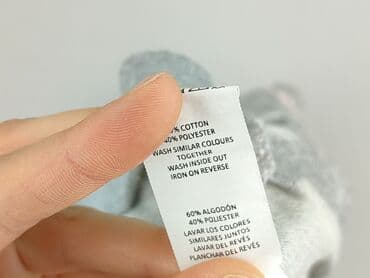 % COTTON
40% POLYESTER
WASH SIMILAR COLOURS
TOGETHER
WASH INSIDE OUT
IRON ON REVERSE
60% ALGODÓN
40% POLIESTER
LAVAR LOS COLORES
SIMILARES JUNTOS
LAVAR DEL REVÉS
PLANCHAR DEL REVÉS